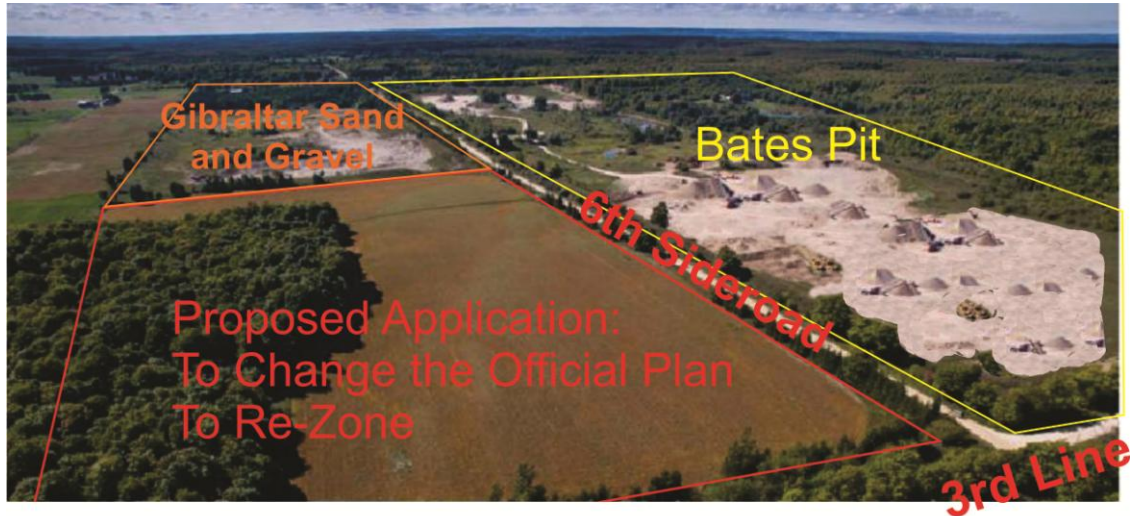 Gibraltar Sand
and Gravel
Bates Pit
6th Sideroad
Proposed Application:
To Change the Official Plan
To Re-Zone
3rd Line